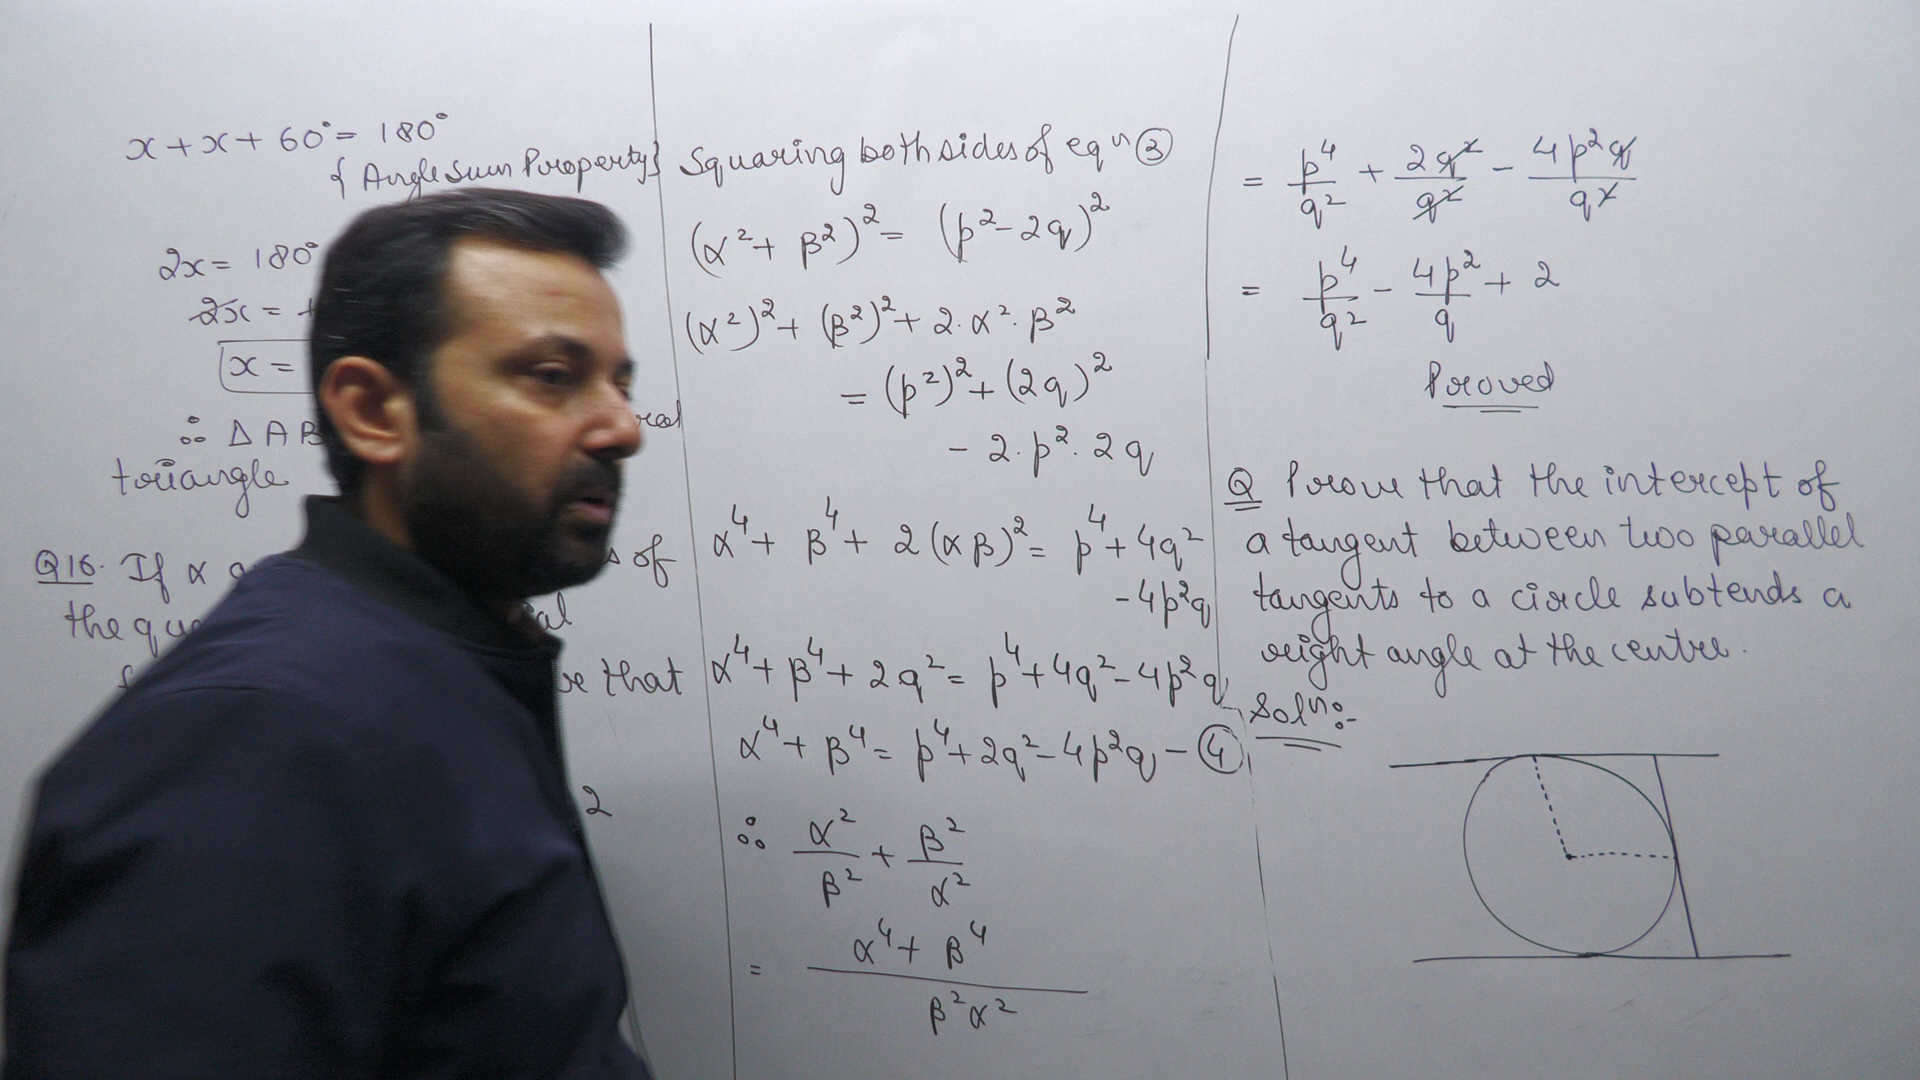 x + x + 60° = 180°
{Angle Sum Property}
2x = 180°
2x =
x =
∴ Δ AB
triangle
Q16. If α
of
the
that
2
Squaring both sides of eqⁿ ③
(α² + β²)² = (p² - 2q)²
(α²)² + (β²)² + 2·α²·β²
= (p²)² + (2q)²
- 2·p²·2q
α⁴ + β⁴ + 2(αβ)² = p⁴ + 4q²
- 4p²q
α⁴ + β⁴ + 2q² = p⁴ + 4q² - 4p²q
α⁴ + β⁴ = p⁴ + 2q² - 4p²q - ④
∴ α²/β² + β²/α²
= α⁴ + β⁴ / β²α²
= p⁴/q² + 2q²/q² - 4p²q/q²
= p⁴/q² - 4p²/q + 2
Proved
Q Prove that the intercept of
a tangent between two parallel
tangents to a circle subtends a
right angle at the centre.
Solⁿ:-